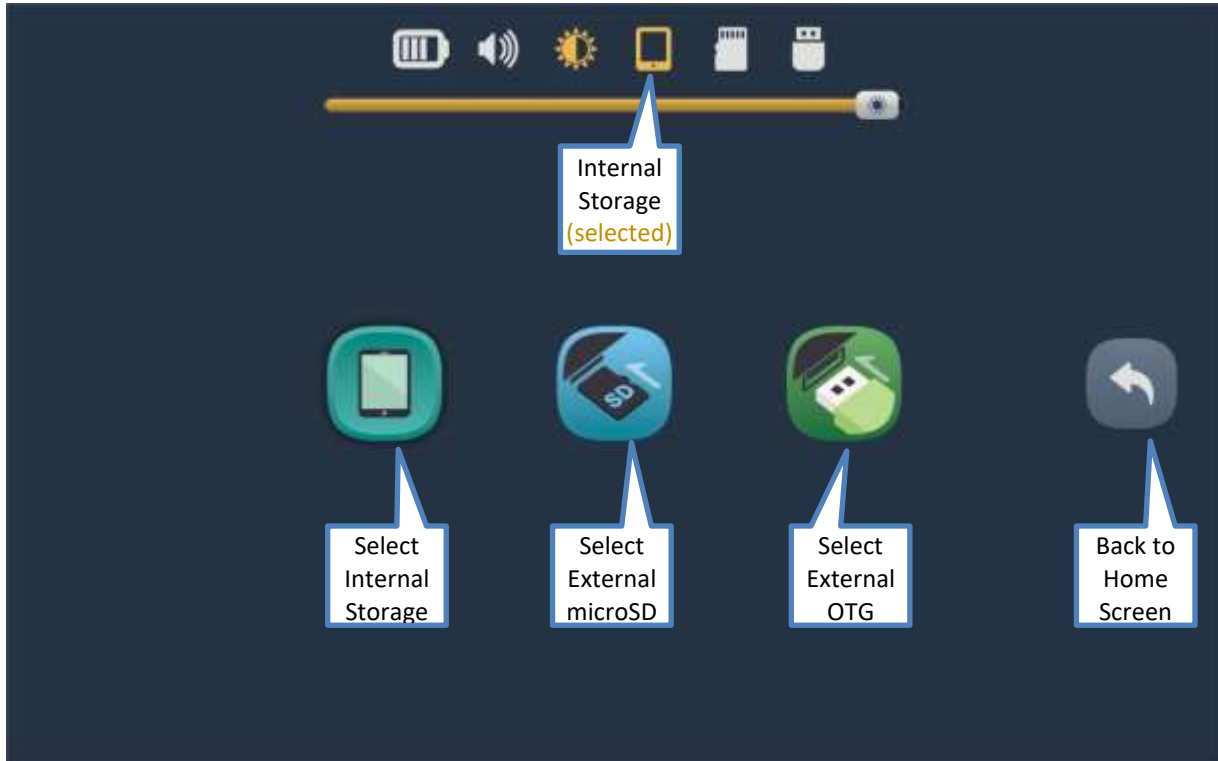 Internal
Storage
(selected)
Select
Internal
Storage
SD
Select
External
microSD
Select
External
OTG
Back to
Home
Screen